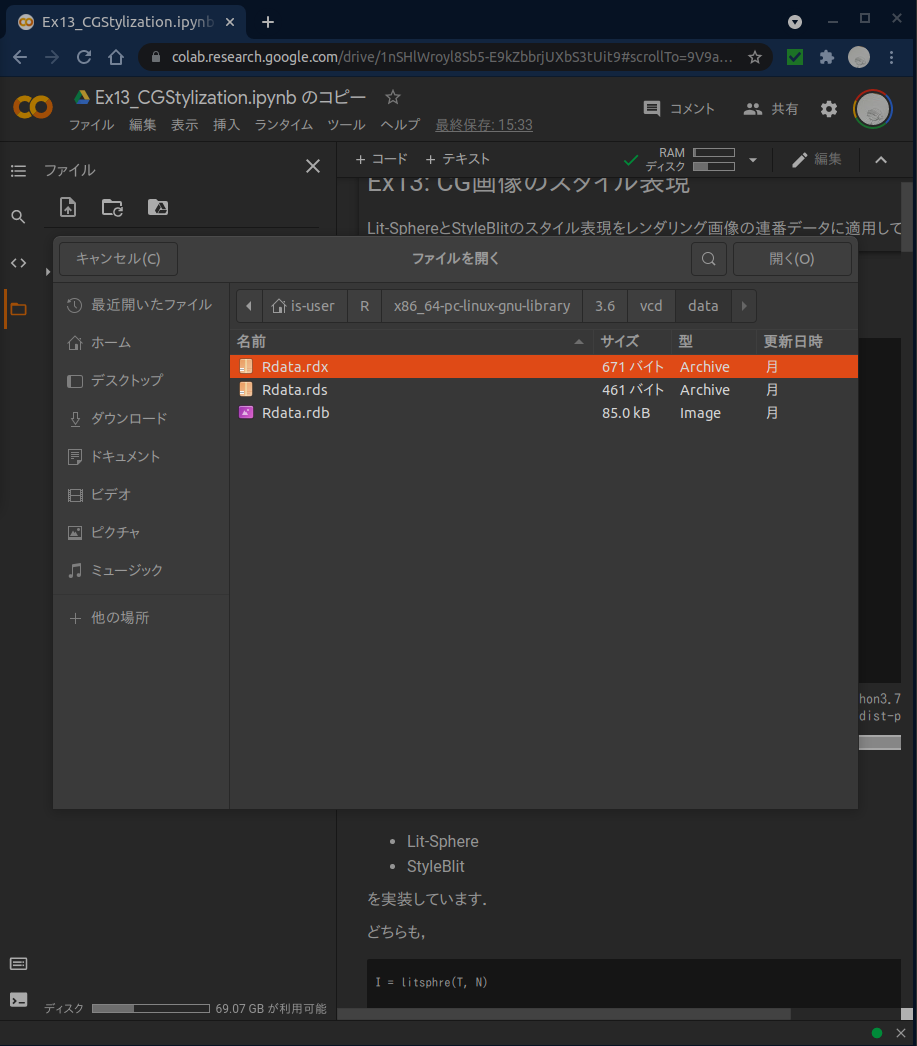 Ex13_CGStylization.ipynb
colab.research.google.com/drive/1nSHlWroyl8Sb5-E9kZbbrjUXbS3tUit9#scrollTo=9V9a...
Ex13_CGStylization.ipynb のコピー
コメント
共有
ファイル 編集 表示 挿入 ランタイム ツール ヘルプ 最終保存: 15:33
ファイル
+ コード + テキスト
RAM
ディスク
編集
Ex13: CG画像のスタイル表現
Lit-SphereとStyleBlitのスタイル表現をレンダリング画像の連番データに適用して
キャンセル(C)
ファイルを開く
開く(O)
最近開いたファイル
ホーム
デスクトップ
ダウンロード
ドキュメント
ビデオ
ピクチャ
ミュージック
他の場所
is-user R x86_64-pc-linux-gnu-library 3.6 vcd data
名前 サイズ 型 更新日時
Rdata.rdx 671 バイト Archive 月
Rdata.rds 461 バイト Archive 月
Rdata.rdb 85.0 kB Image 月
hon3.7
dist-p
• Lit-Sphere
• StyleBlit
を実装しています.
どちらも,
I = litsphre(T, N)
ディスク 69.07 GB が利用可能